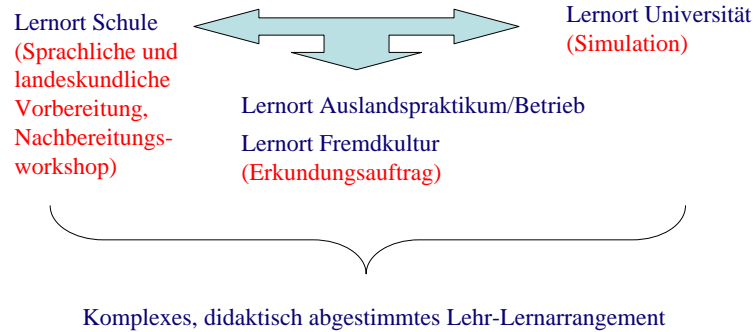 Lernort Schule
(Sprachliche und
landeskundliche
Vorbereitung,
Nachbereitungs-
workshop)
Lernort Universität
(Simulation)
Lernort Auslandspraktikum/Betrieb
Lernort Fremdkultur
(Erkundungsauftrag)
Komplexes, didaktisch abgestimmtes Lehr-Lernarrangement